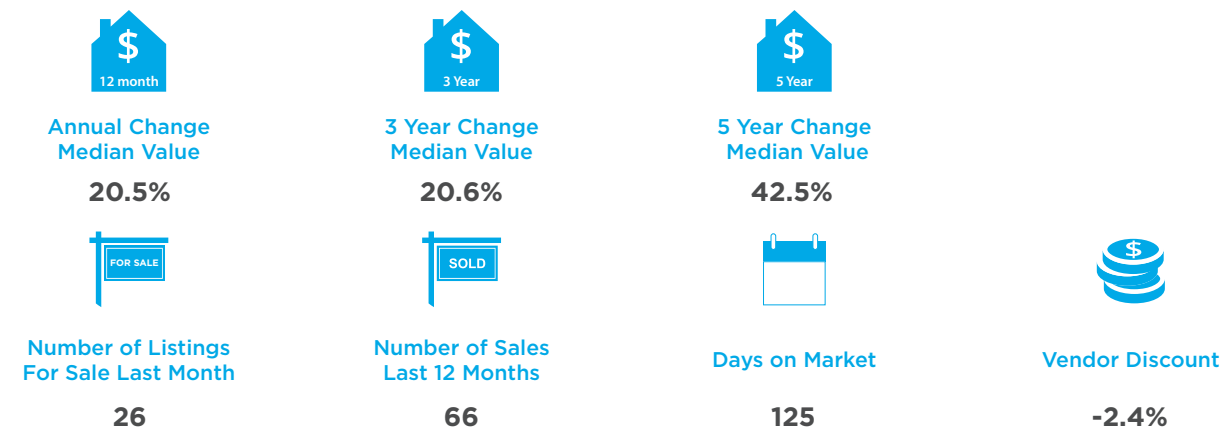 $
12 month
$
3 Year
$
5 Year
Annual Change
Median Value
20.5%
3 Year Change
Median Value
20.6%
5 Year Change
Median Value
42.5%
FOR SALE
SOLD
$
Number of Listings
For Sale Last Month
26
Number of Sales
Last 12 Months
66
Days on Market
125
Vendor Discount
-2.4%